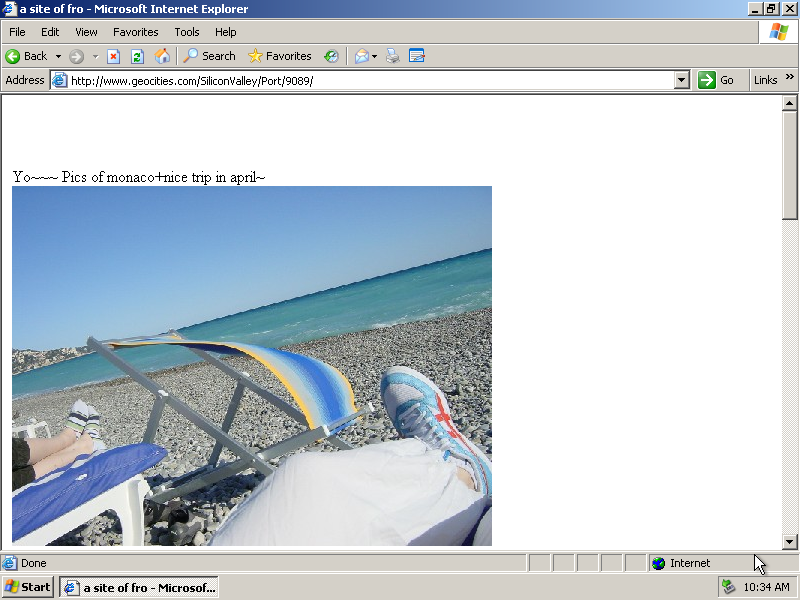 a site of fro - Microsoft Internet Explorer
File Edit View Favorites Tools Help
Back Search Favorites
Address http://www.geocities.com/SiliconValley/Port/9089/ Go Links »
Yo~~~ Pics of monaco+nice trip in april~
Done Internet
Start a site of fro - Microsof... 10:34 AM